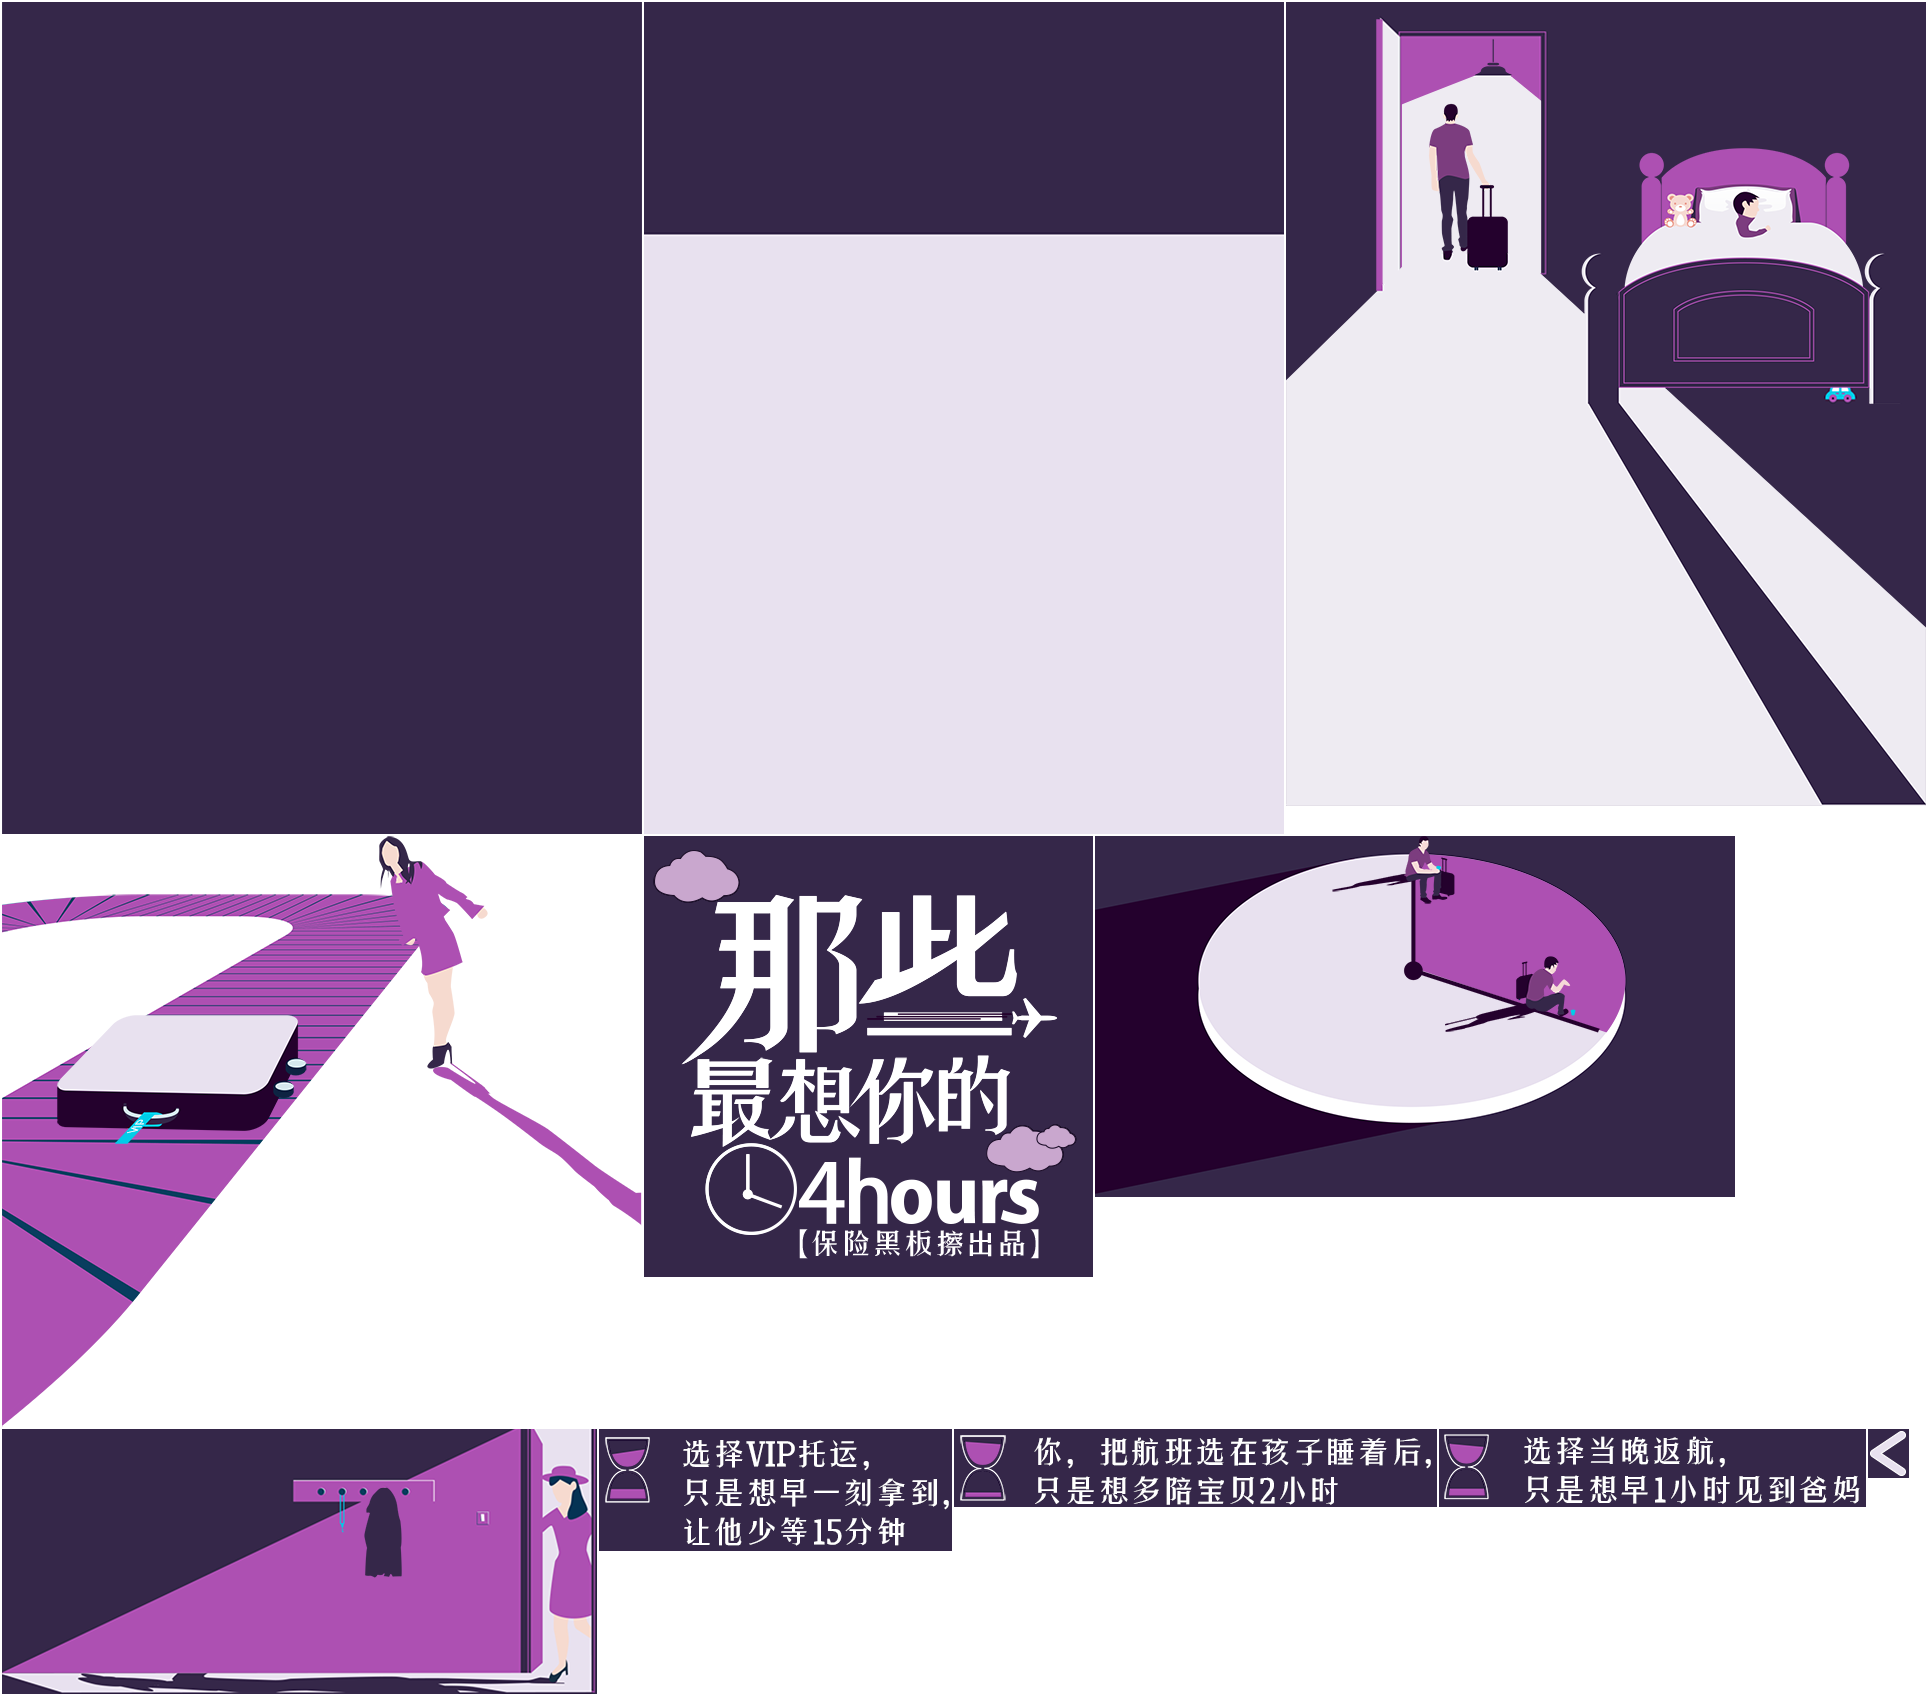 那些
最想你的
4hours
【保险黑板擦出品】
VIP
选择VIP托运，
只是想早一刻拿到，
让他少等15分钟
你，把航班选在孩子睡着后，
只是想多陪宝贝2小时
选择当晚返航，
只是想早1小时见到爸妈